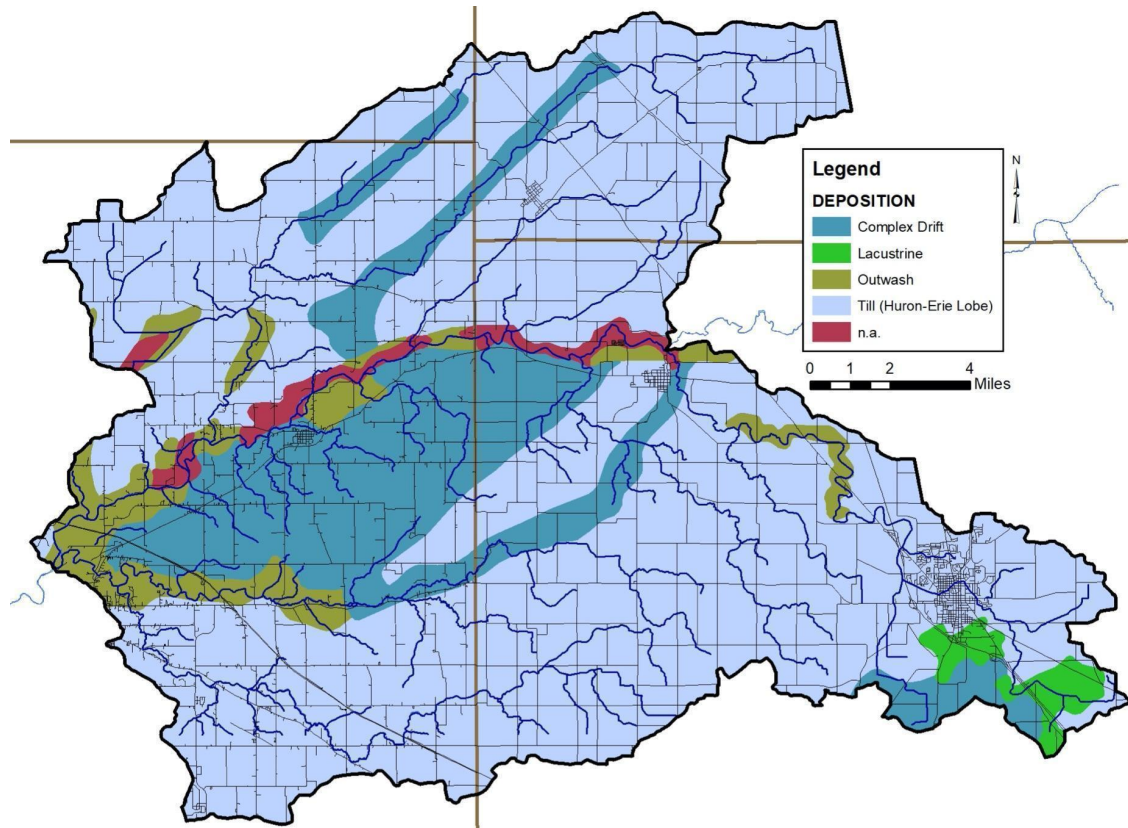 Legend
N
DEPOSITION
Complex Drift
Lacustrine
Outwash
Till (Huron-Erie Lobe)
n.a.
0 1 2 4
Miles